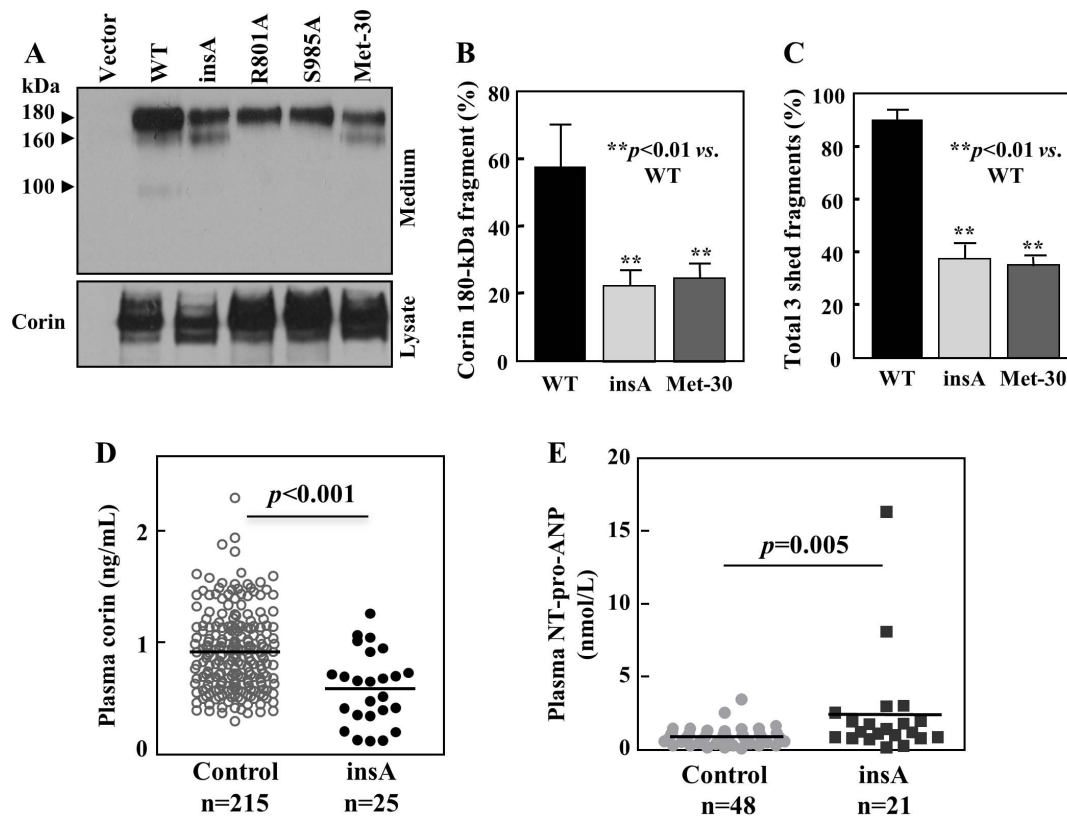 A
Vector
WT
insA
R801A
S985A
Met-30
kDa
180
160
100
Medium
Corin
Lysate
B
Corin 180-kDa fragment (%)
80
60
40
20
0
**p<0.01 vs.
WT
**
**
WT insA Met-30
C
Total 3 shed fragments (%)
100
80
60
40
20
0
**p<0.01 vs.
WT
**
**
WT insA Met-30
D
Plasma corin (ng/mL)
2
1
0
p<0.001
Control insA
n=215 n=25
E
Plasma NT-pro-ANP
(nmol/L)
20
15
10
5
0
p=0.005
Control insA
n=48 n=21